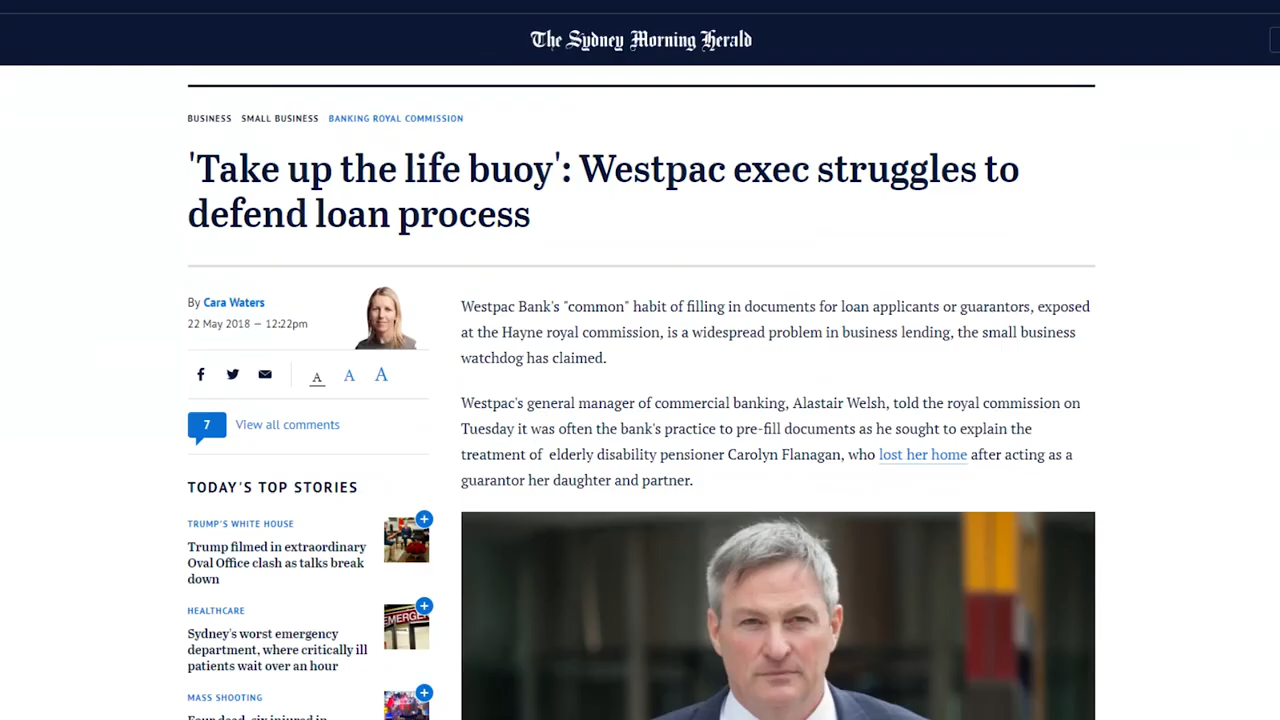 The Sydney Morning Herald
BUSINESS SMALL BUSINESS BANKING ROYAL COMMISSION
'Take up the life buoy': Westpac exec struggles to
defend loan process
By Cara Waters
22 May 2018 — 12:22pm
A A A
7 View all comments
TODAY'S TOP STORIES
TRUMP'S WHITE HOUSE
Trump filmed in extraordinary
Oval Office clash as talks break
down
HEALTHCARE
Sydney's worst emergency
department, where critically ill
patients wait over an hour
EMERGE
MASS SHOOTING
Four dead, six injured in
Westpac Bank's "common" habit of filling in documents for loan applicants or guarantors, exposed
at the Hayne royal commission, is a widespread problem in business lending, the small business
watchdog has claimed.
Westpac's general manager of commercial banking, Alastair Welsh, told the royal commission on
Tuesday it was often the bank's practice to pre-fill documents as he sought to explain the
treatment of elderly disability pensioner Carolyn Flanagan, who lost her home after acting as a
guarantor her daughter and partner.